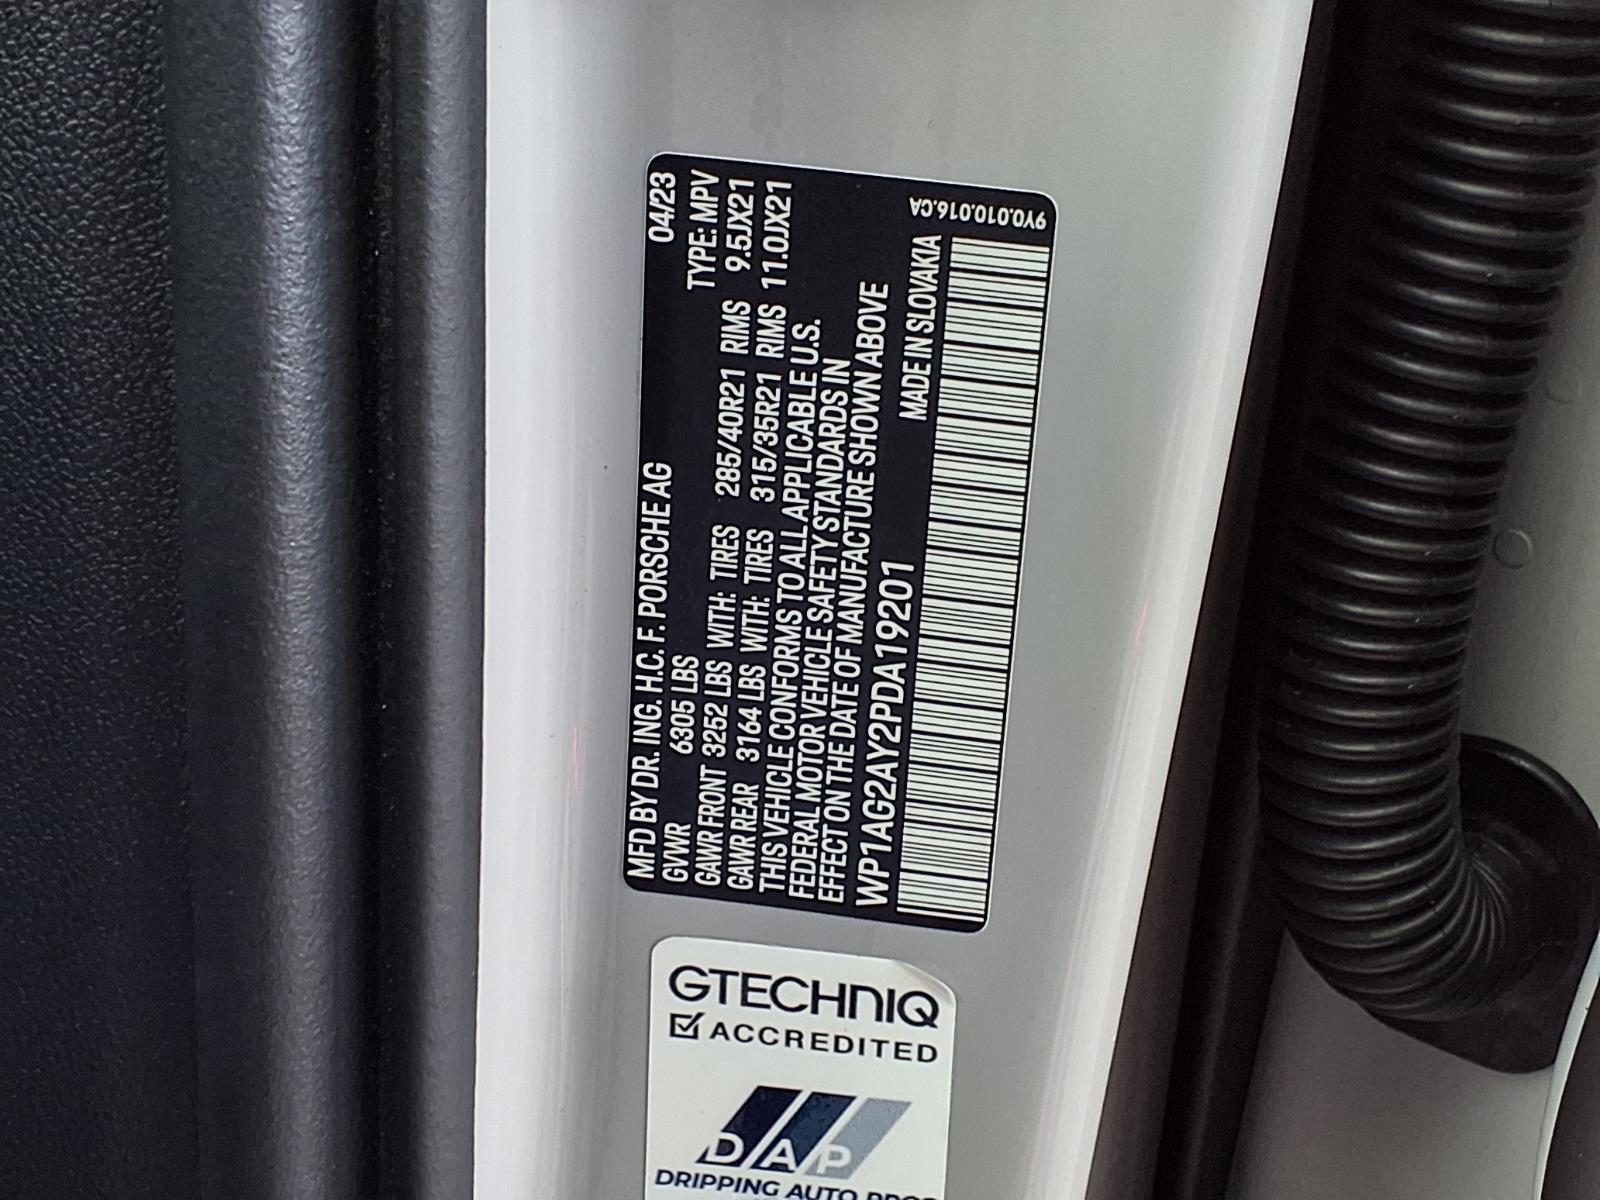 MFD BY DR. ING. H.C. F. PORSCHE AG 04/23
GVWR 6305 LBS TYPE: MPV
GAWR FRONT 3252 LBS WITH: TIRES 285/40R21 RIMS 9.5JX21
GAWR REAR 3164 LBS WITH: TIRES 315/35R21 RIMS 11.0JX21
THIS VEHICLE CONFORMS TO ALL APPLICABLE U.S.
FEDERAL MOTOR VEHICLE SAFETY STANDARDS IN
EFFECT ON THE DATE OF MANUFACTURE SHOWN ABOVE
WP1AG2AY2PDA19201 MADE IN SLOVAKIA
9Y0.010.016.CA
GTECHNIQ
ACCREDITED
DAP
DRIPPING AUTO PROS